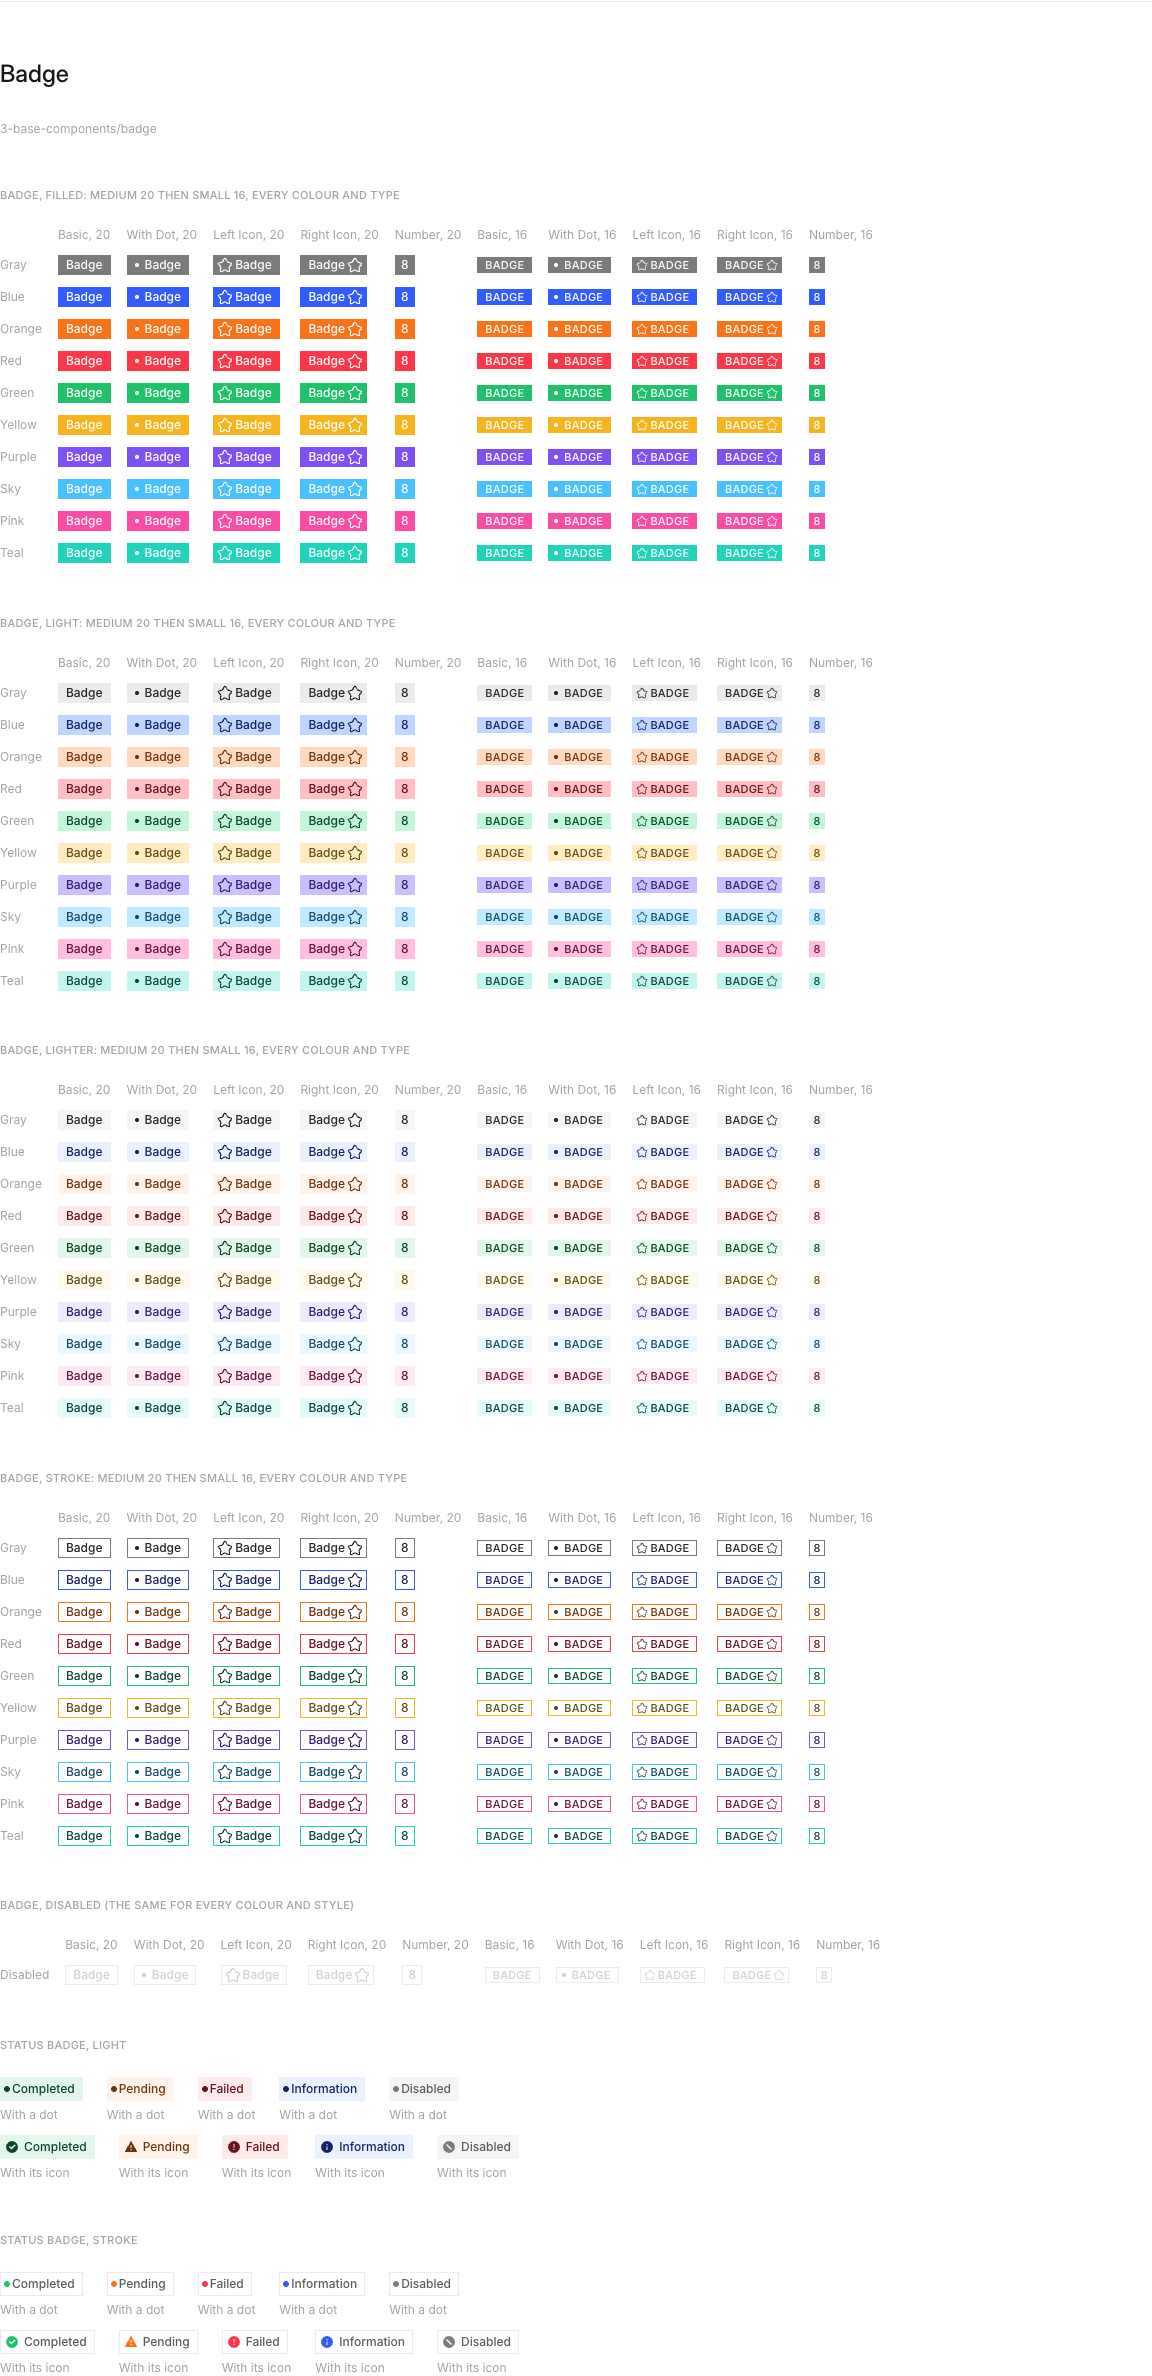 Badge
3-base-components/badge
BADGE, FILLED: MEDIUM 20 THEN SMALL 16, EVERY COLOUR AND TYPE
Basic, 20 With Dot, 20 Left Icon, 20 Right Icon, 20 Number, 20 Basic, 16 With Dot, 16 Left Icon, 16 Right Icon, 16 Number, 16
Gray Badge Badge Badge Badge 8 BADGE BADGE BADGE BADGE 8
Blue Badge Badge Badge Badge 8 BADGE BADGE BADGE BADGE 8
Orange Badge Badge Badge Badge 8 BADGE BADGE BADGE BADGE 8
Red Badge Badge Badge Badge 8 BADGE BADGE BADGE BADGE 8
Green Badge Badge Badge Badge 8 BADGE BADGE BADGE BADGE 8
Yellow Badge Badge Badge Badge 8 BADGE BADGE BADGE BADGE 8
Purple Badge Badge Badge Badge 8 BADGE BADGE BADGE BADGE 8
Sky Badge Badge Badge Badge 8 BADGE BADGE BADGE BADGE 8
Pink Badge Badge Badge Badge 8 BADGE BADGE BADGE BADGE 8
Teal Badge Badge Badge Badge 8 BADGE BADGE BADGE BADGE 8
BADGE, LIGHT: MEDIUM 20 THEN SMALL 16, EVERY COLOUR AND TYPE
Basic, 20 With Dot, 20 Left Icon, 20 Right Icon, 20 Number, 20 Basic, 16 With Dot, 16 Left Icon, 16 Right Icon, 16 Number, 16
Gray Badge Badge Badge Badge 8 BADGE BADGE BADGE BADGE 8
Blue Badge Badge Badge Badge 8 BADGE BADGE BADGE BADGE 8
Orange Badge Badge Badge Badge 8 BADGE BADGE BADGE BADGE 8
Red Badge Badge Badge Badge 8 BADGE BADGE BADGE BADGE 8
Green Badge Badge Badge Badge 8 BADGE BADGE BADGE BADGE 8
Yellow Badge Badge Badge Badge 8 BADGE BADGE BADGE BADGE 8
Purple Badge Badge Badge Badge 8 BADGE BADGE BADGE BADGE 8
Sky Badge Badge Badge Badge 8 BADGE BADGE BADGE BADGE 8
Pink Badge Badge Badge Badge 8 BADGE BADGE BADGE BADGE 8
Teal Badge Badge Badge Badge 8 BADGE BADGE BADGE BADGE 8
BADGE, LIGHTER: MEDIUM 20 THEN SMALL 16, EVERY COLOUR AND TYPE
Basic, 20 With Dot, 20 Left Icon, 20 Right Icon, 20 Number, 20 Basic, 16 With Dot, 16 Left Icon, 16 Right Icon, 16 Number, 16
Gray Badge Badge Badge Badge 8 BADGE BADGE BADGE BADGE 8
Blue Badge Badge Badge Badge 8 BADGE BADGE BADGE BADGE 8
Orange Badge Badge Badge Badge 8 BADGE BADGE BADGE BADGE 8
Red Badge Badge Badge Badge 8 BADGE BADGE BADGE BADGE 8
Green Badge Badge Badge Badge 8 BADGE BADGE BADGE BADGE 8
Yellow Badge Badge Badge Badge 8 BADGE BADGE BADGE BADGE 8
Purple Badge Badge Badge Badge 8 BADGE BADGE BADGE BADGE 8
Sky Badge Badge Badge Badge 8 BADGE BADGE BADGE BADGE 8
Pink Badge Badge Badge Badge 8 BADGE BADGE BADGE BADGE 8
Teal Badge Badge Badge Badge 8 BADGE BADGE BADGE BADGE 8
BADGE, STROKE: MEDIUM 20 THEN SMALL 16, EVERY COLOUR AND TYPE
Basic, 20 With Dot, 20 Left Icon, 20 Right Icon, 20 Number, 20 Basic, 16 With Dot, 16 Left Icon, 16 Right Icon, 16 Number, 16
Gray Badge Badge Badge Badge 8 BADGE BADGE BADGE BADGE 8
Blue Badge Badge Badge Badge 8 BADGE BADGE BADGE BADGE 8
Orange Badge Badge Badge Badge 8 BADGE BADGE BADGE BADGE 8
Red Badge Badge Badge Badge 8 BADGE BADGE BADGE BADGE 8
Green Badge Badge Badge Badge 8 BADGE BADGE BADGE BADGE 8
Yellow Badge Badge Badge Badge 8 BADGE BADGE BADGE BADGE 8
Purple Badge Badge Badge Badge 8 BADGE BADGE BADGE BADGE 8
Sky Badge Badge Badge Badge 8 BADGE BADGE BADGE BADGE 8
Pink Badge Badge Badge Badge 8 BADGE BADGE BADGE BADGE 8
Teal Badge Badge Badge Badge 8 BADGE BADGE BADGE BADGE 8
BADGE, DISABLED (THE SAME FOR EVERY COLOUR AND STYLE)
Basic, 20 With Dot, 20 Left Icon, 20 Right Icon, 20 Number, 20 Basic, 16 With Dot, 16 Left Icon, 16 Right Icon, 16 Number, 16
Disabled Badge Badge Badge Badge 8 BADGE BADGE BADGE BADGE 8
STATUS BADGE, LIGHT
Completed Pending Failed Information Disabled
With a dot With a dot With a dot With a dot With a dot
Completed Pending Failed Information Disabled
With its icon With its icon With its icon With its icon With its icon
STATUS BADGE, STROKE
Completed Pending Failed Information Disabled
With a dot With a dot With a dot With a dot With a dot
Completed Pending Failed Information Disabled
With its icon With its icon With its icon With its icon With its icon